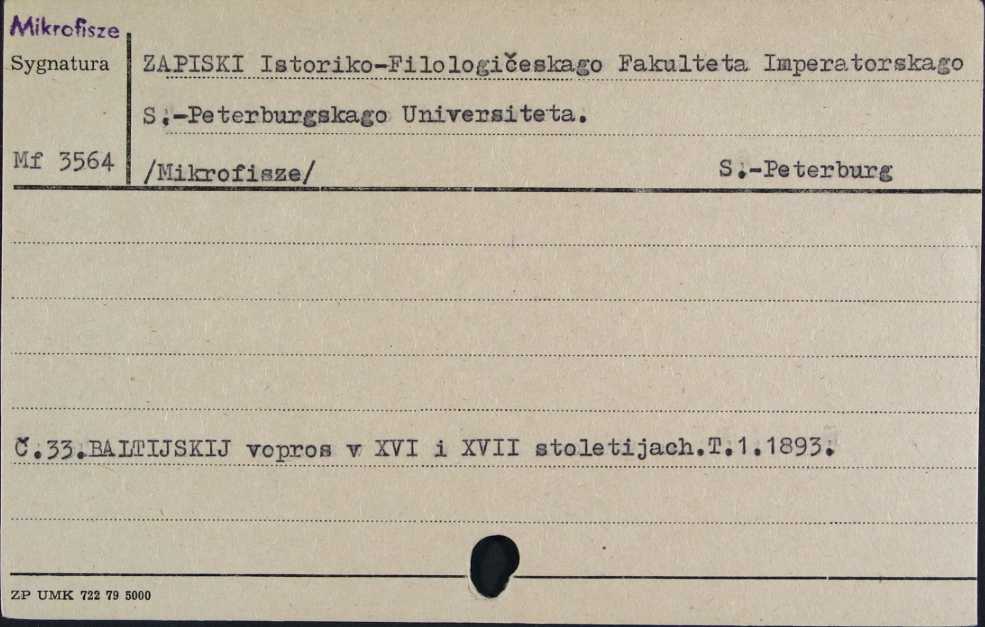 Mikrofisze
Sygnatura
ZAPISKI Istoriko-Filologičeskago Fakulteta Imperatorskago
S.-Peterburgskago Universiteta.
Mf 3564
/Mikrofisze/ S.-Peterburg
Č.33.BALTIJSKIJ vopros v XVI i XVII stoletijach.T.1.1893.
ZP UMK 722 79 5000